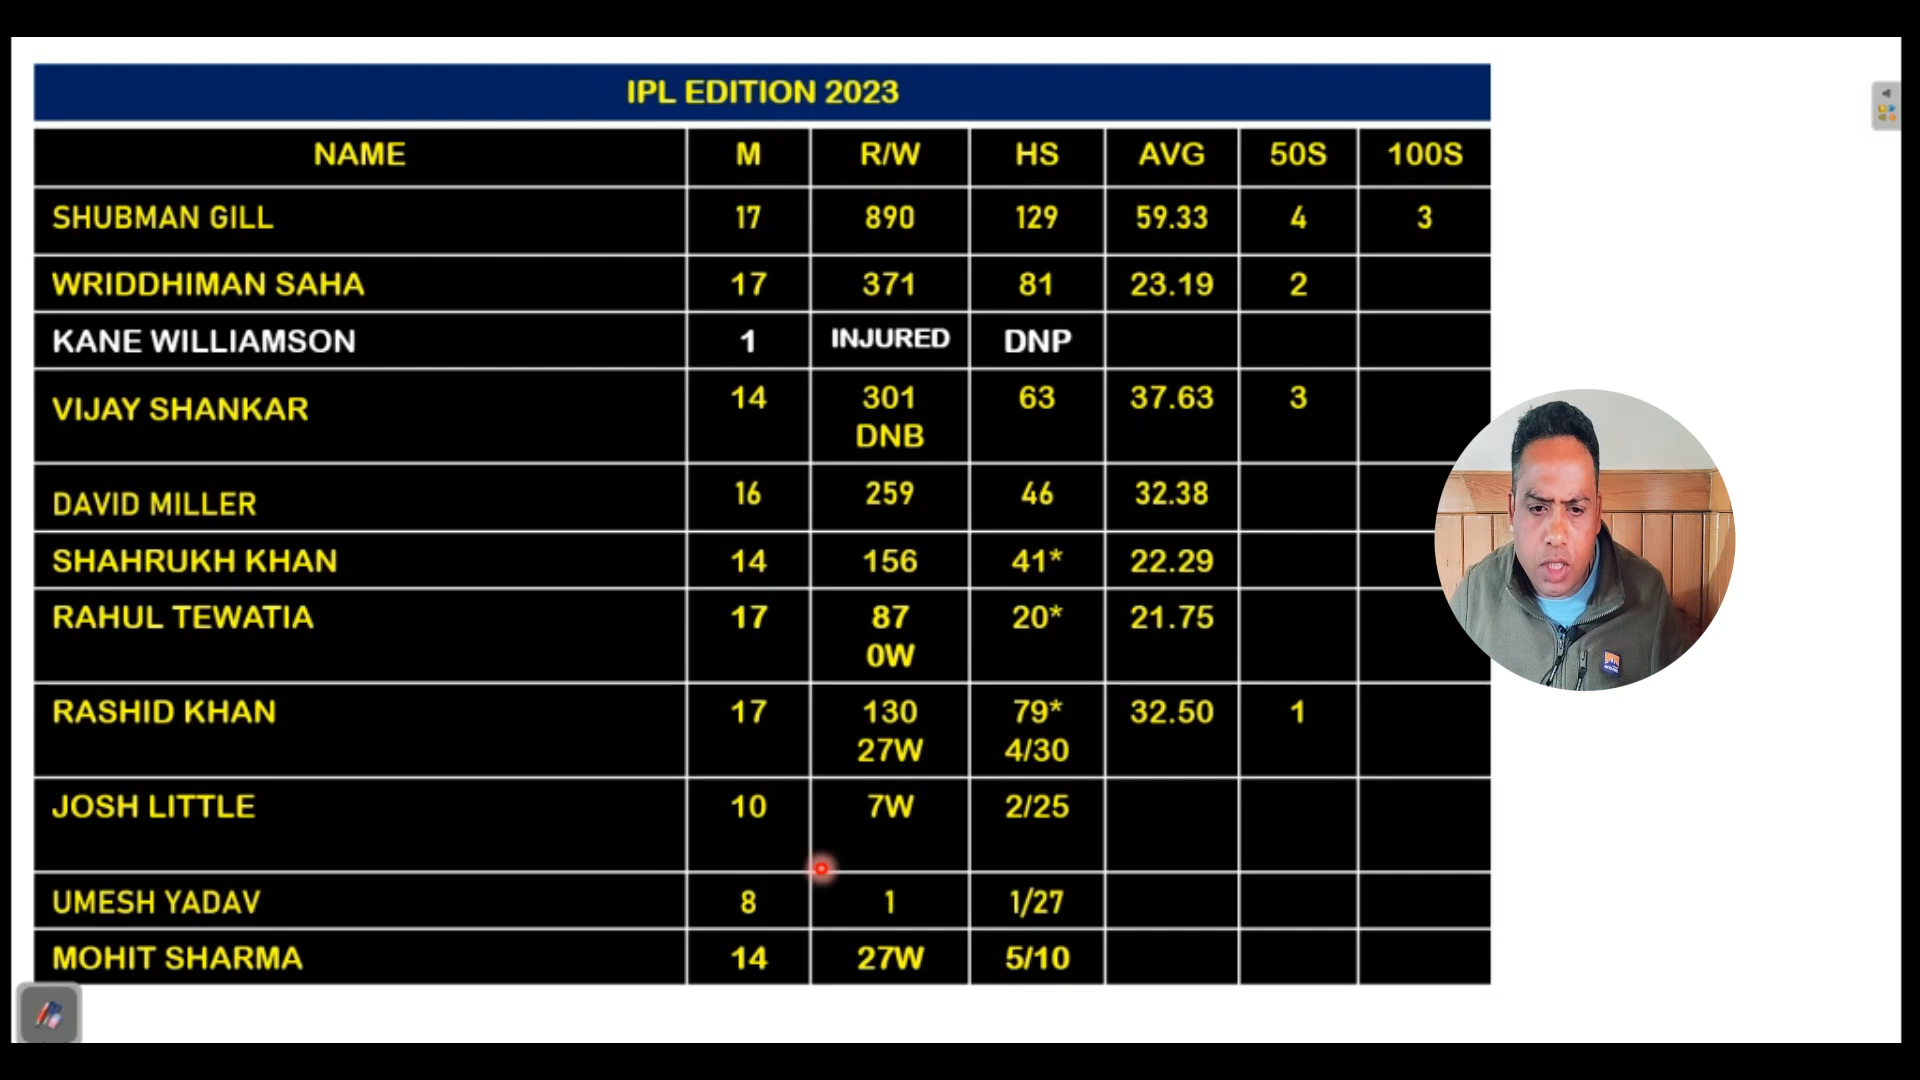 IPL EDITION 2023
NAME M R/W HS AVG 50S 100S
SHUBMAN GILL 17 890 129 59.33 4 3
WRIDDHIMAN SAHA 17 371 81 23.19 2
KANE WILLIAMSON 1 INJURED DNP
VIJAY SHANKAR 14 301 63 37.63 3
DNB
DAVID MILLER 16 259 46 32.38
SHAHRUKH KHAN 14 156 41* 22.29
RAHUL TEWATIA 17 87 20* 21.75
0W
RASHID KHAN 17 130 79* 32.50 1
27W 4/30
JOSH LITTLE 10 7W 2/25
UMESH YADAV 8 1 1/27
MOHIT SHARMA 14 27W 5/10